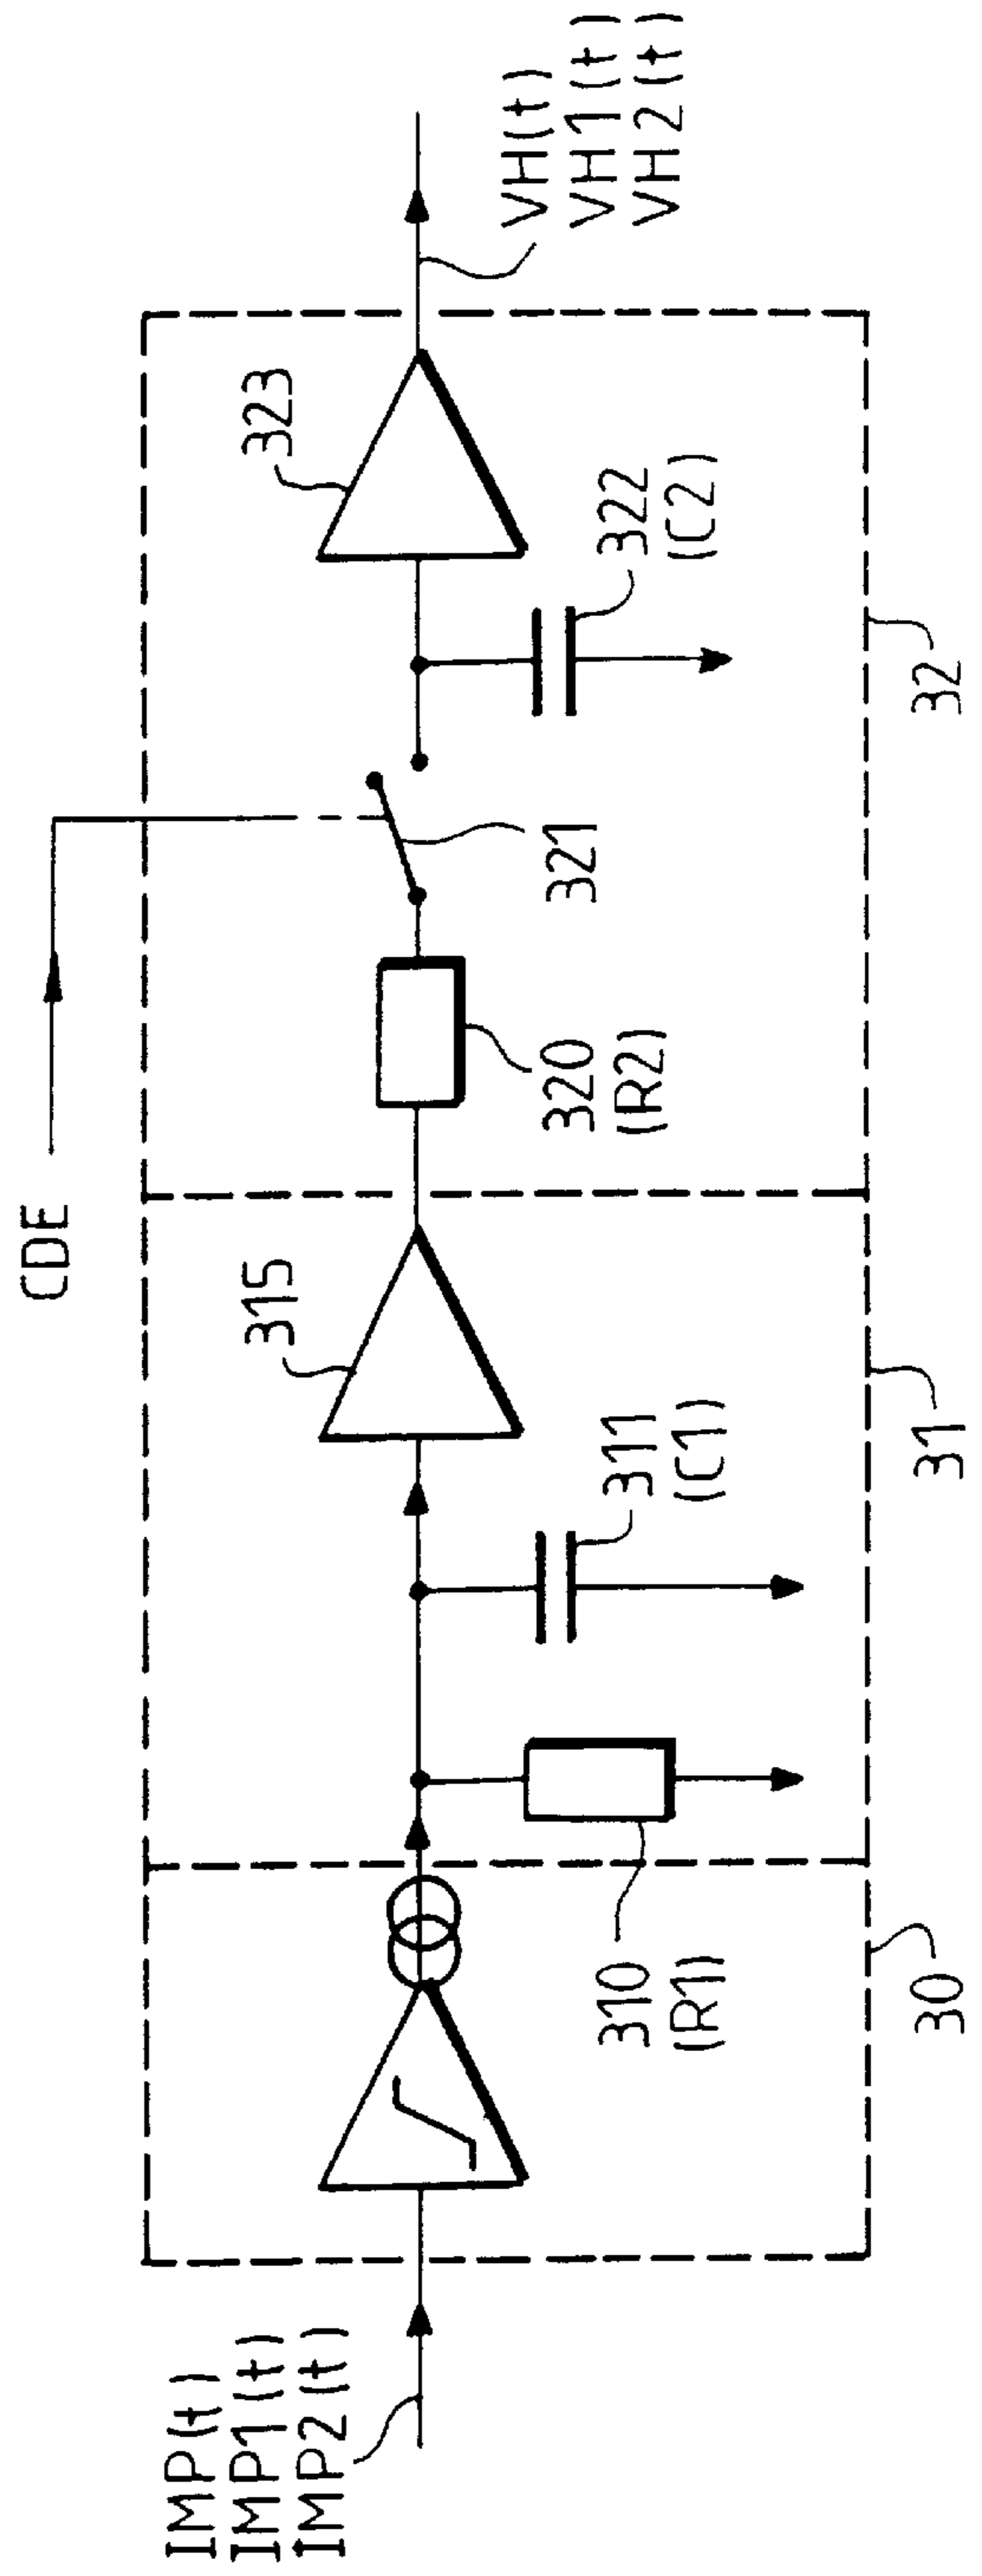 CDE
IMP(t)
IMP1(t)
IMP2(t)
315
323
VH(t)
VH1(t)
VH2(t)
310
(R1)
311
(C1)
320
(R2)
321
322
(C2)
30
31
32